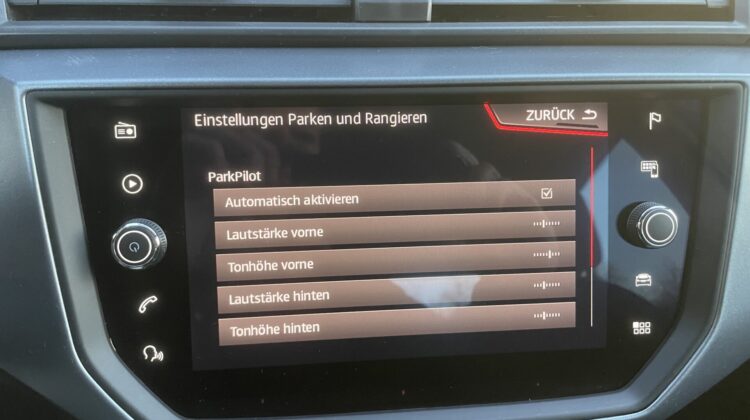 Einstellungen Parken und Rangieren
ZURÜCK
ParkPilot
Automatisch aktivieren
Lautstärke vorne
Tonhöhe vorne
Lautstärke hinten
Tonhöhe hinten